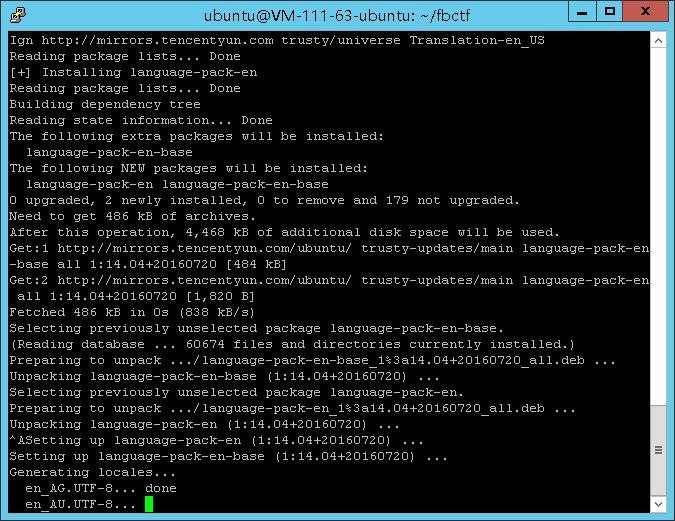 ubuntu@VM-111-63-ubuntu: ~/fbctf
Ign http://mirrors.tencentyun.com trusty/universe Translation-en_US
Reading package lists... Done
[+] Installing language-pack-en
Reading package lists... Done
Building dependency tree
Reading state information... Done
The following extra packages will be installed:
  language-pack-en-base
The following NEW packages will be installed:
  language-pack-en language-pack-en-base
0 upgraded, 2 newly installed, 0 to remove and 179 not upgraded.
Need to get 486 kB of archives.
After this operation, 4,468 kB of additional disk space will be used.
Get:1 http://mirrors.tencentyun.com/ubuntu/ trusty-updates/main language-pack-en
-base all 1:14.04+20160720 [484 kB]
Get:2 http://mirrors.tencentyun.com/ubuntu/ trusty-updates/main language-pack-en
 all 1:14.04+20160720 [1,820 B]
Fetched 486 kB in 0s (838 kB/s)
Selecting previously unselected package language-pack-en-base.
(Reading database ... 60674 files and directories currently installed.)
Preparing to unpack .../language-pack-en-base_1%3a14.04+20160720_all.deb ...
Unpacking language-pack-en-base (1:14.04+20160720) ...
Selecting previously unselected package language-pack-en.
Preparing to unpack .../language-pack-en_1%3a14.04+20160720_all.deb ...
Unpacking language-pack-en (1:14.04+20160720) ...
^ASetting up language-pack-en (1:14.04+20160720) ...
Setting up language-pack-en-base (1:14.04+20160720) ...
Generating locales...
  en_AG.UTF-8... done
  en_AU.UTF-8...